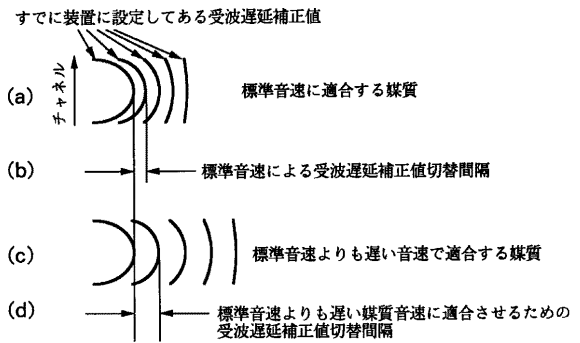 すでに装置に設定してある受波遅延補正値
(a)
チャネル
標準音速に適合する媒質
(b)
標準音速による受波遅延補正値切替間隔
(c)
標準音速よりも遅い音速で適合する媒質
(d)
標準音速よりも遅い媒質音速に適合させるための
受波遅延補正値切替間隔